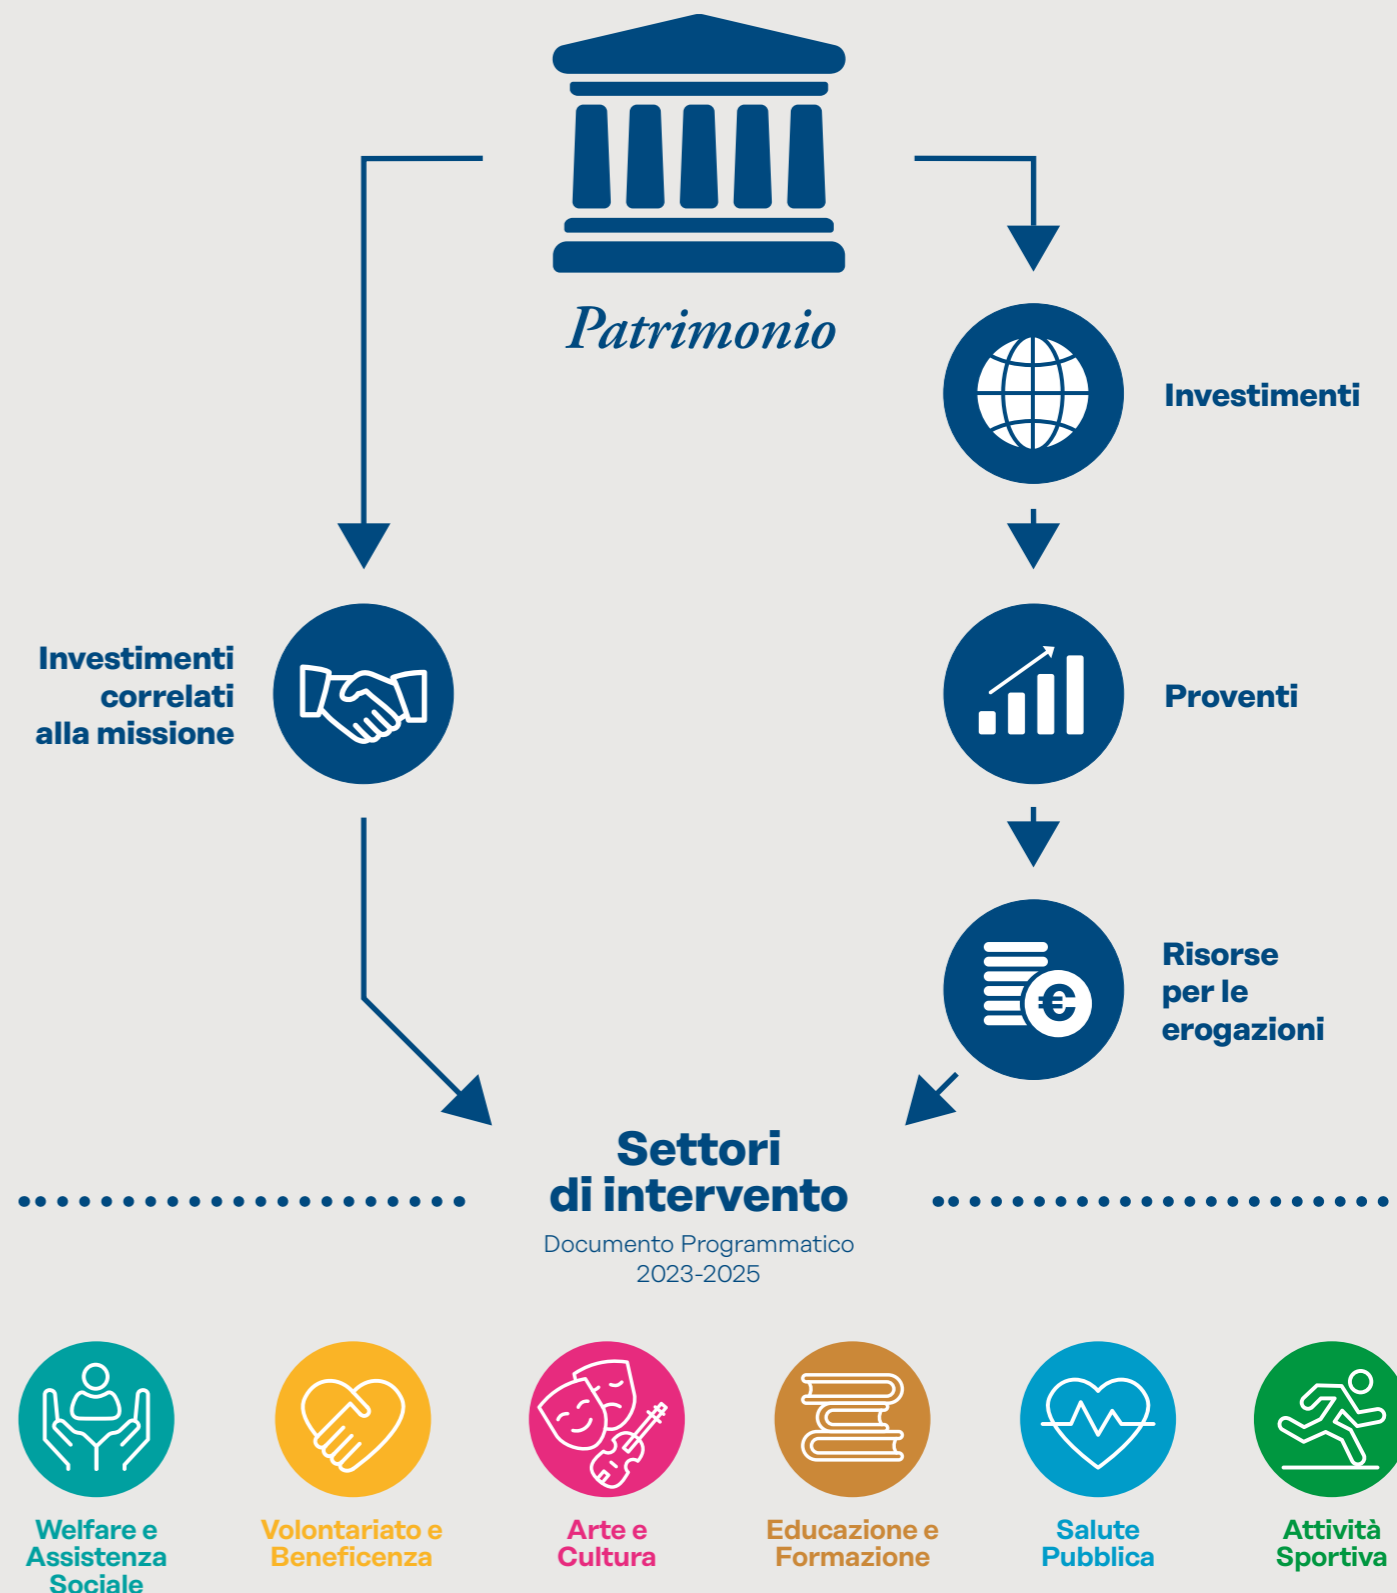 Patrimonio
Investimenti
Investimenti
correlati
alla missione
Proventi
Risorse
per le
erogazioni
€
Settori
di intervento
Documento Programmatico
2023-2025
Welfare e
Assistenza
Sociale
Volontariato e
Beneficenza
Arte e
Cultura
Educazione e
Formazione
Salute
Pubblica
Attività
Sportiva